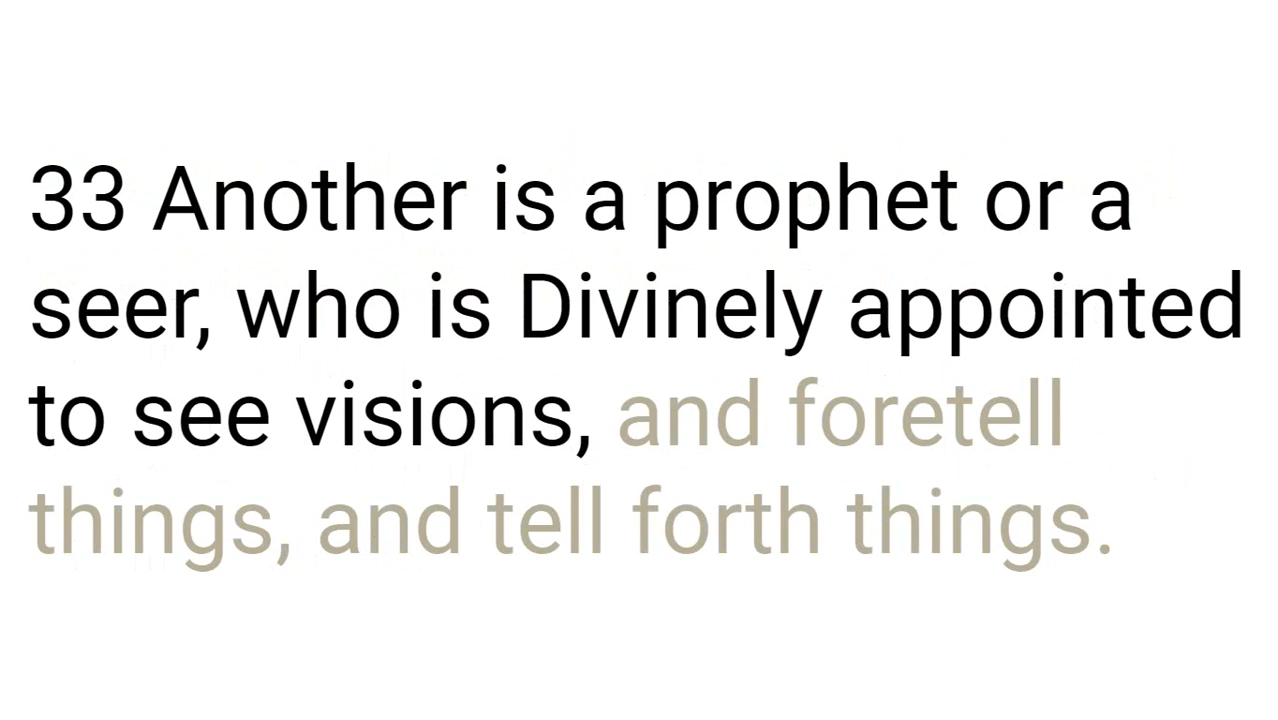 33 Another is a prophet or a
seer, who is Divinely appointed
to see visions, and foretell
things, and tell forth things.